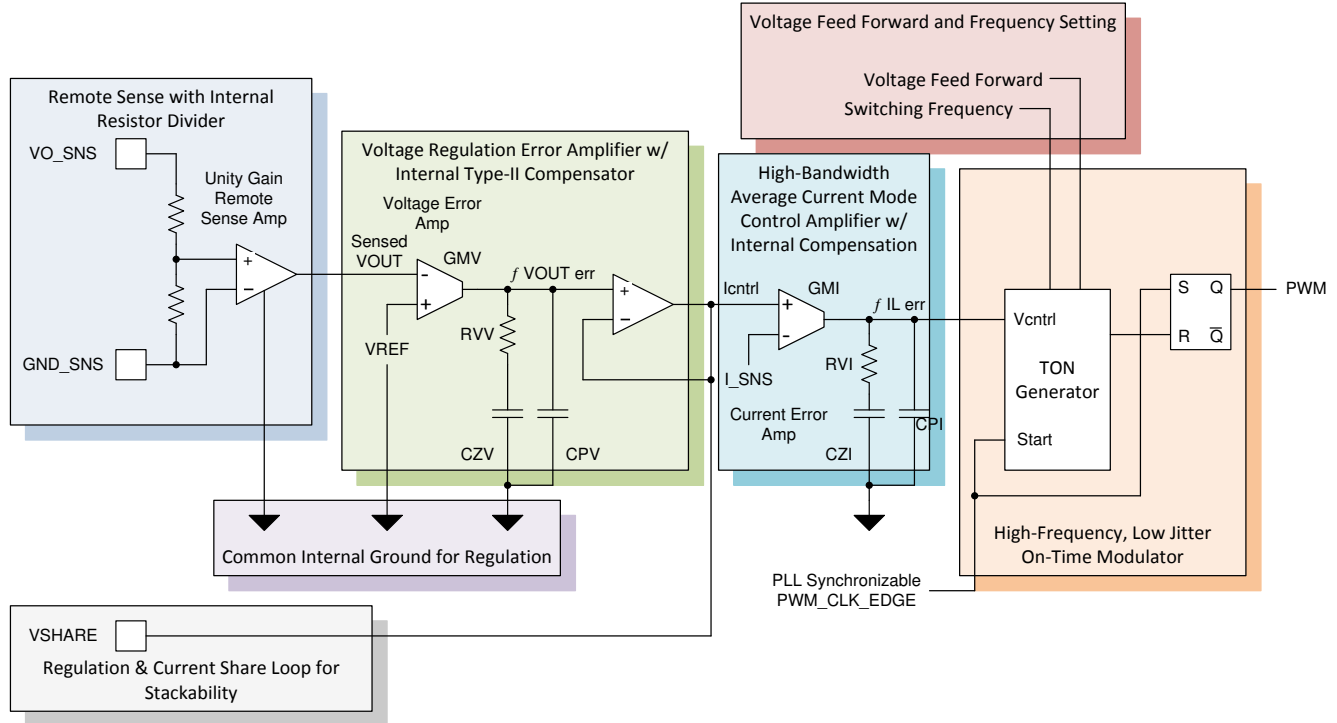 Voltage Feed Forward and Frequency Setting
Voltage Feed Forward
Switching Frequency
Remote Sense with Internal
Resistor Divider
VO_SNS
Unity Gain
Remote
Sense Amp
+
−
GND_SNS
Voltage Regulation Error Amplifier w/
Internal Type-II Compensator
Voltage Error
Amp
Sensed
VOUT
GMV
-
+
VREF
ƒ VOUT err
RVV
CZV
CPV
+
−
High-Bandwidth
Average Current Mode
Control Amplifier w/
Internal Compensation
Icntrl
GMI
+
-
I_SNS
ƒ IL err
RVI
Current Error
Amp
CPI
CZI
Vcntrl
TON
Generator
Start
S Q
R Q̅
PWM
High-Frequency, Low Jitter
On-Time Modulator
PLL Synchronizable
PWM_CLK_EDGE
Common Internal Ground for Regulation
VSHARE
Regulation & Current Share Loop for
Stackability